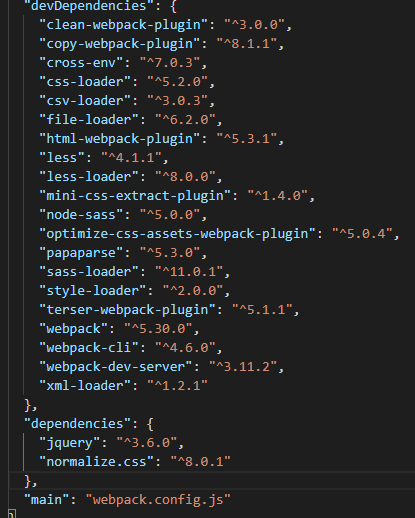 "devDependencies": {
"clean-webpack-plugin": "^3.0.0",
"copy-webpack-plugin": "^8.1.1",
"cross-env": "^7.0.3",
"css-loader": "^5.2.0",
"csv-loader": "^3.0.3",
"file-loader": "^6.2.0",
"html-webpack-plugin": "^5.3.1",
"less": "^4.1.1",
"less-loader": "^8.0.0",
"mini-css-extract-plugin": "^1.4.0",
"node-sass": "^5.0.0",
"optimize-css-assets-webpack-plugin": "^5.0.4",
"papaparse": "^5.3.0",
"sass-loader": "^11.0.1",
"style-loader": "^2.0.0",
"terser-webpack-plugin": "^5.1.1",
"webpack": "^5.30.0",
"webpack-cli": "^4.6.0",
"webpack-dev-server": "^3.11.2",
"xml-loader": "^1.2.1"
},
"dependencies": {
"jquery": "^3.6.0",
"normalize.css": "^8.0.1"
},
"main": "webpack.config.js"
}